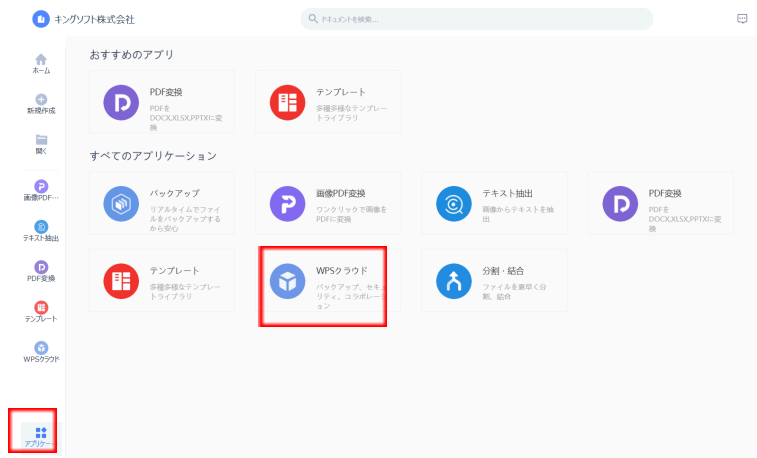 キングソフト株式会社
ドキュメントを検索...
ホーム
新規作成
開く
画像PDF…
テキスト抽出
PDF変換
テンプレート
WPSクラウド
アプリケー…
おすすめのアプリ
PDF変換
PDFを
DOCX,XLSX,PPTXに変
換
テンプレート
多種多様なテンプレー
トライブラリ
すべてのアプリケーション
バックアップ
リアルタイムでファイ
ルをバックアップする
から安心
画像PDF変換
ワンクリックで画像を
PDFに変換
テキスト抽出
画像からテキストを抽
出
PDF変換
PDFを
DOCX,XLSX,PPTXに変
換
テンプレート
多種多様なテンプレー
トライブラリ
WPSクラウド
バックアップ、セキュ
リティ、コラボレーシ
ョン
分割・結合
ファイルを素早く分
割、結合